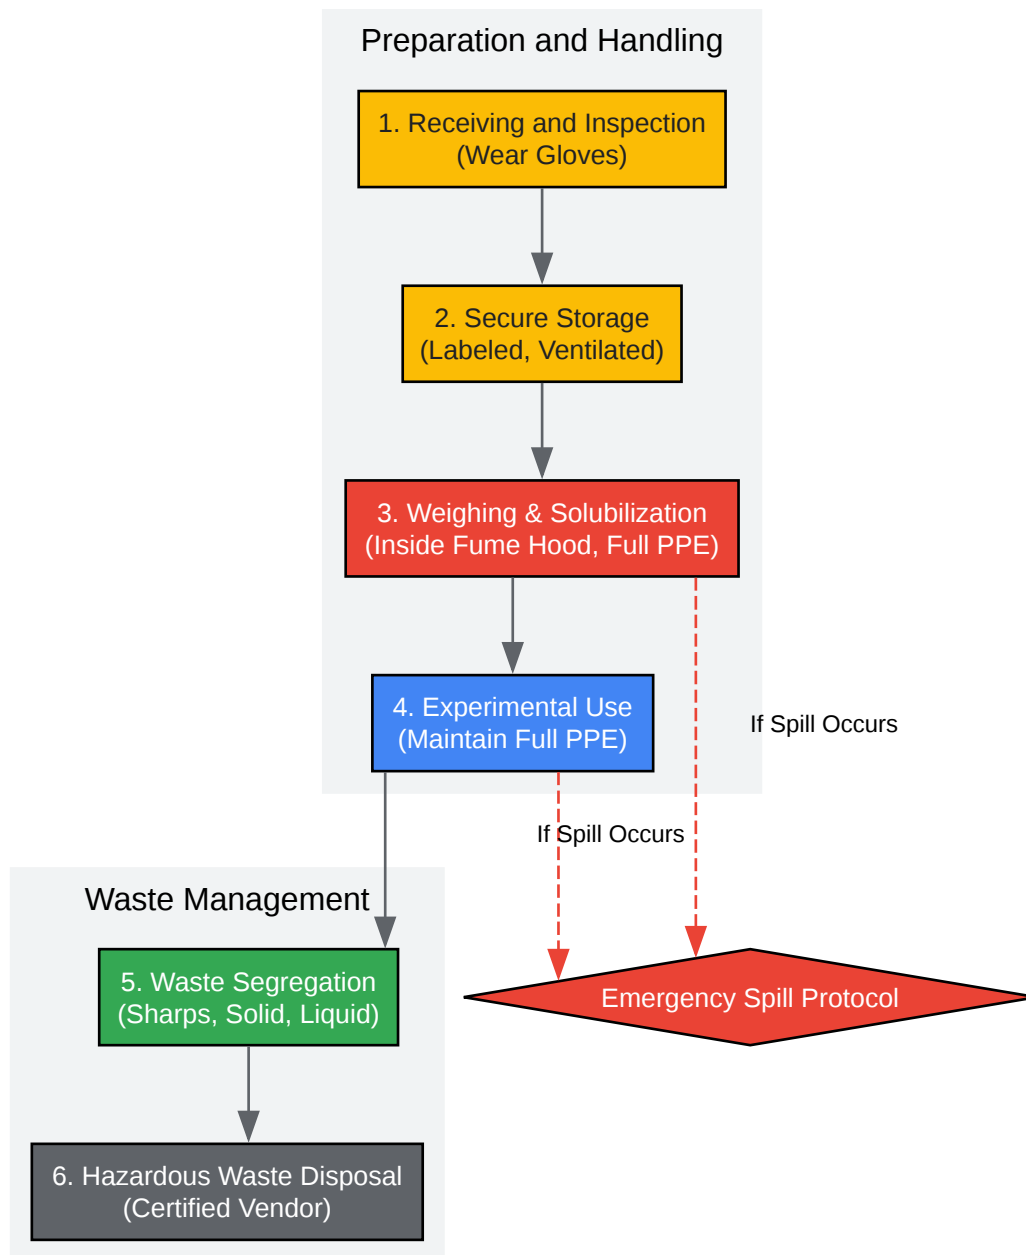 Preparation and Handling
1. Receiving and Inspection
(Wear Gloves)
2. Secure Storage
(Labeled, Ventilated)
3. Weighing & Solubilization
(Inside Fume Hood, Full PPE)
4. Experimental Use
(Maintain Full PPE)
If Spill Occurs
If Spill Occurs
Waste Management
5. Waste Segregation
(Sharps, Solid, Liquid)
Emergency Spill Protocol
6. Hazardous Waste Disposal
(Certified Vendor)